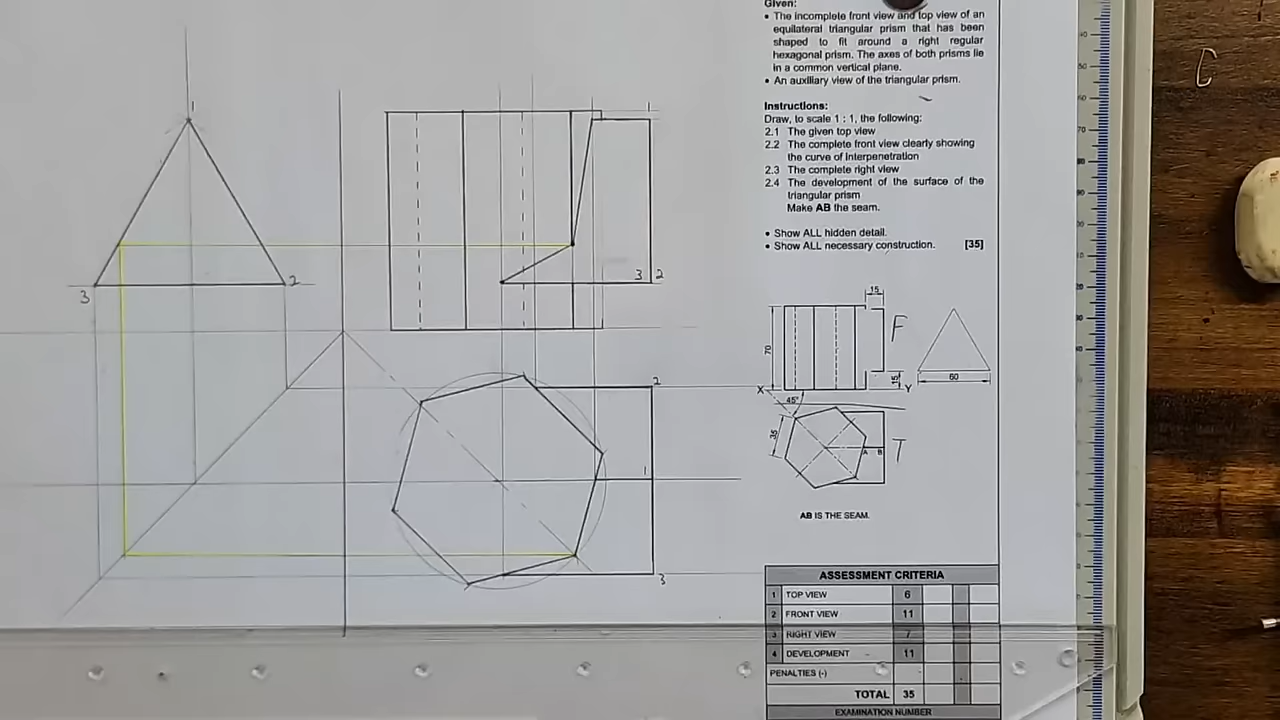 Given:
• The incomplete front view and top view of an
equilateral triangular prism that has been
shaped to fit around a right regular
hexagonal prism. The axes of both prisms lie
in a common vertical plane.
• An auxiliary view of the triangular prism.
Instructions:
Draw, to scale 1 : 1, the following:
2.1 The given top view
2.2 The complete front view clearly showing
the curve of interpenetration
2.3 The complete right view
2.4 The development of the surface of the
triangular prism
Make AB the seam.
• Show ALL hidden detail.
• Show ALL necessary construction. [35]
1
3
2
3 2
2
1
3
15
70
F
60
15
X
Y
45°
35
A B
T
AB IS THE SEAM.
ASSESSMENT CRITERIA
1 TOP VIEW 6
2 FRONT VIEW 11
3 RIGHT VIEW 7
4 DEVELOPMENT 11
PENALTIES (-)
TOTAL 35
EXAMINATION NUMBER